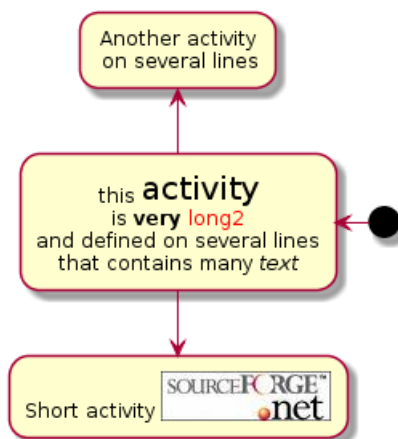 Another activity
on several lines
this activity
is very long2
and defined on several lines
that contains many text
Short activity SOURCEFORGE™
.net